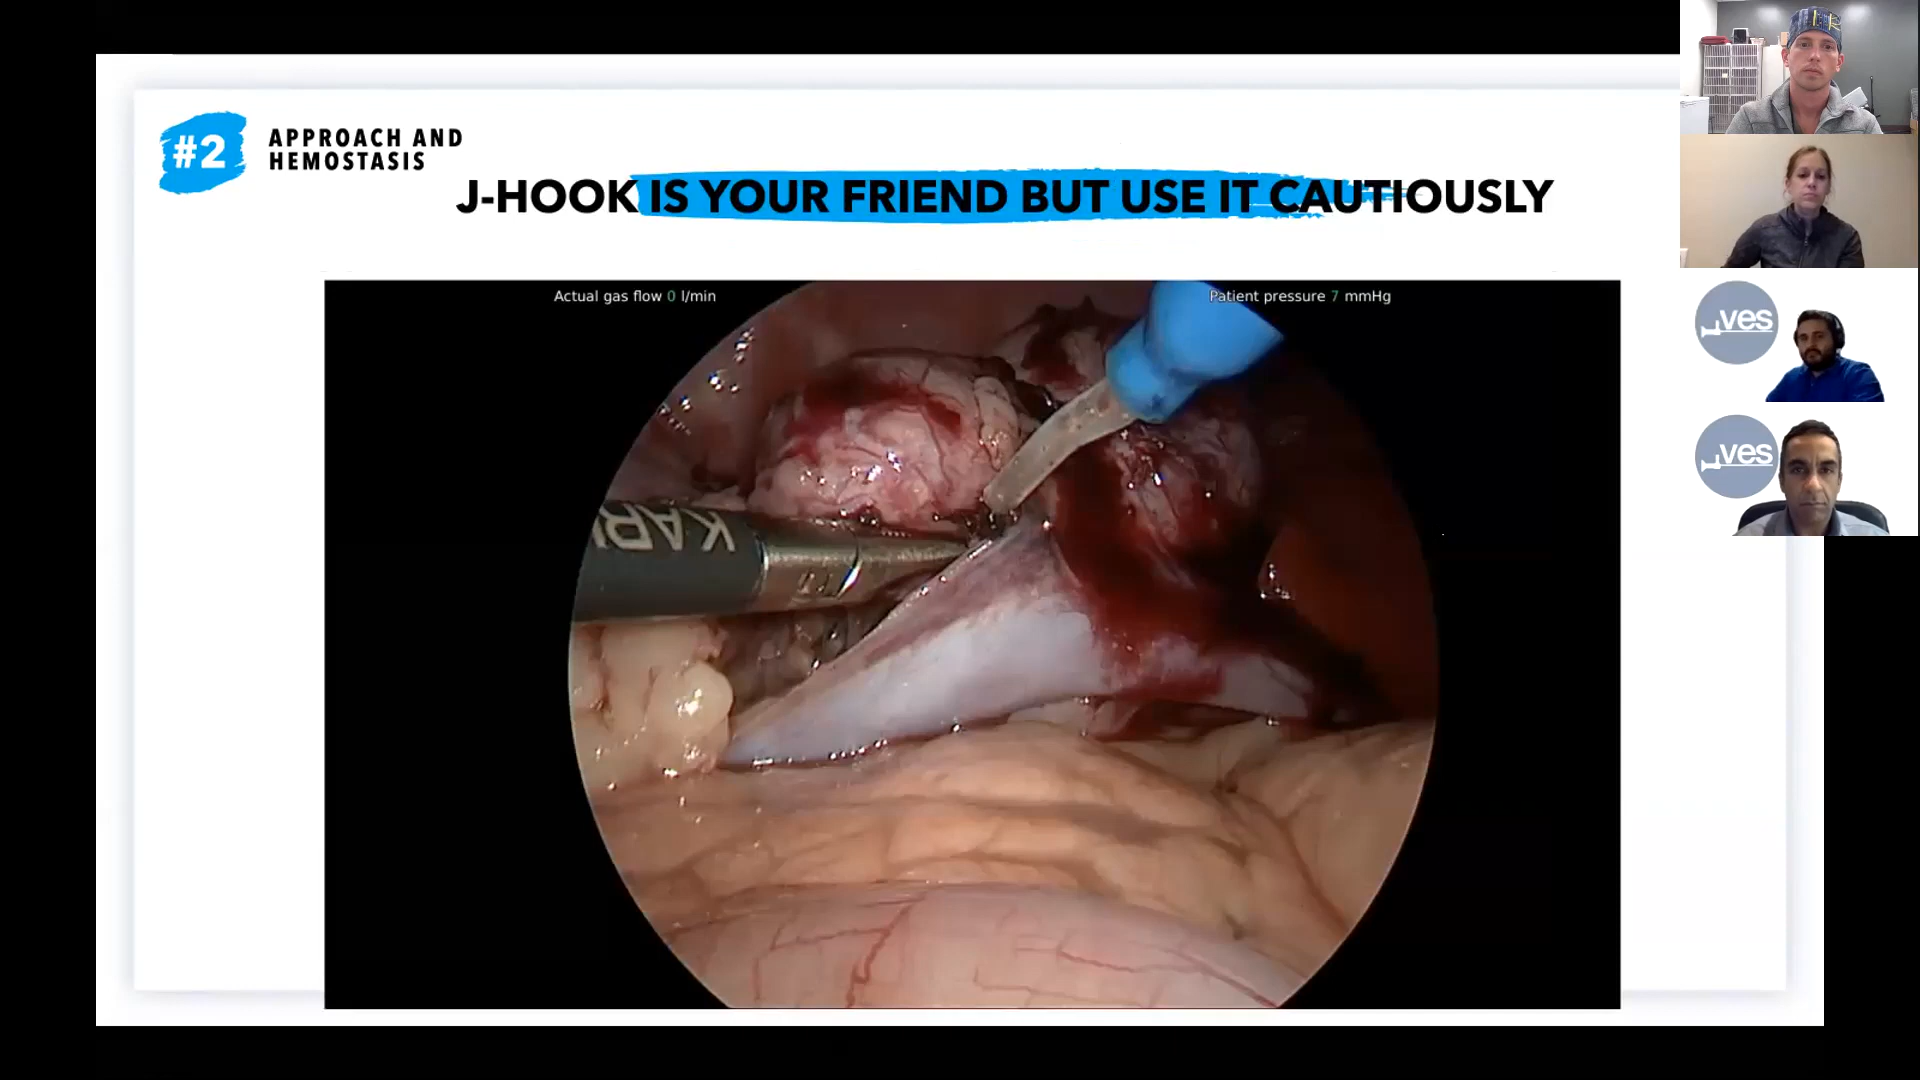 #2
APPROACH AND
HEMOSTASIS
J-HOOK IS YOUR FRIEND BUT USE IT CAUTIOUSLY
Actual gas flow 0 l/min
Patient pressure 7 mmHg
KAR
ves
ves